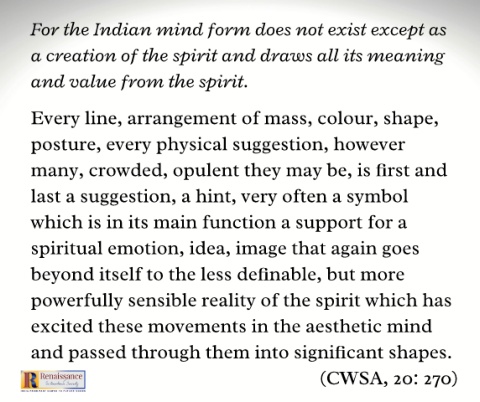 For the Indian mind form does not exist except as
a creation of the spirit and draws all its meaning
and value from the spirit.
Every line, arrangement of mass, colour, shape,
posture, every physical suggestion, however
many, crowded, opulent they may be, is first and
last a suggestion, a hint, very often a symbol
which is in its main function a support for a
spiritual emotion, idea, image that again goes
beyond itself to the less definable, but more
powerfully sensible reality of the spirit which has
excited these movements in the aesthetic mind
and passed through them into significant shapes.
(CWSA, 20: 270)
Renaissance